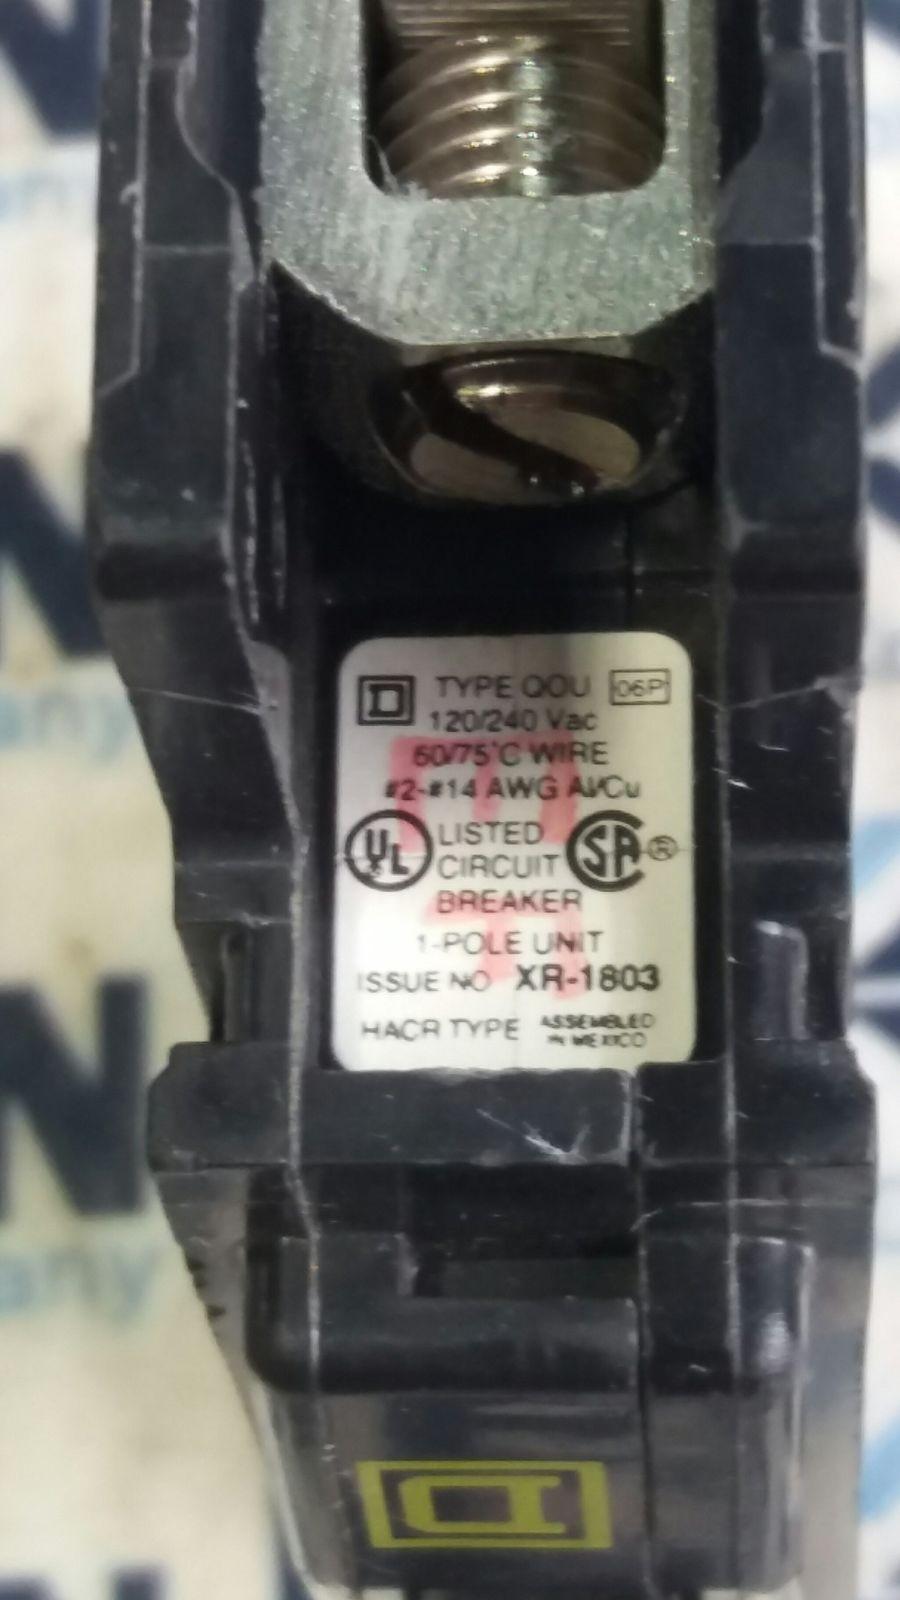 TYPE QOU 06P
120/240 Vac
60/75°C WIRE
#2-#14 AWG Al/Cu
UL LISTED SA ®
CIRCUIT
BREAKER
1-POLE UNIT
ISSUE NO XR-1803
HACR TYPE ASSEMBLED
IN MEXICO